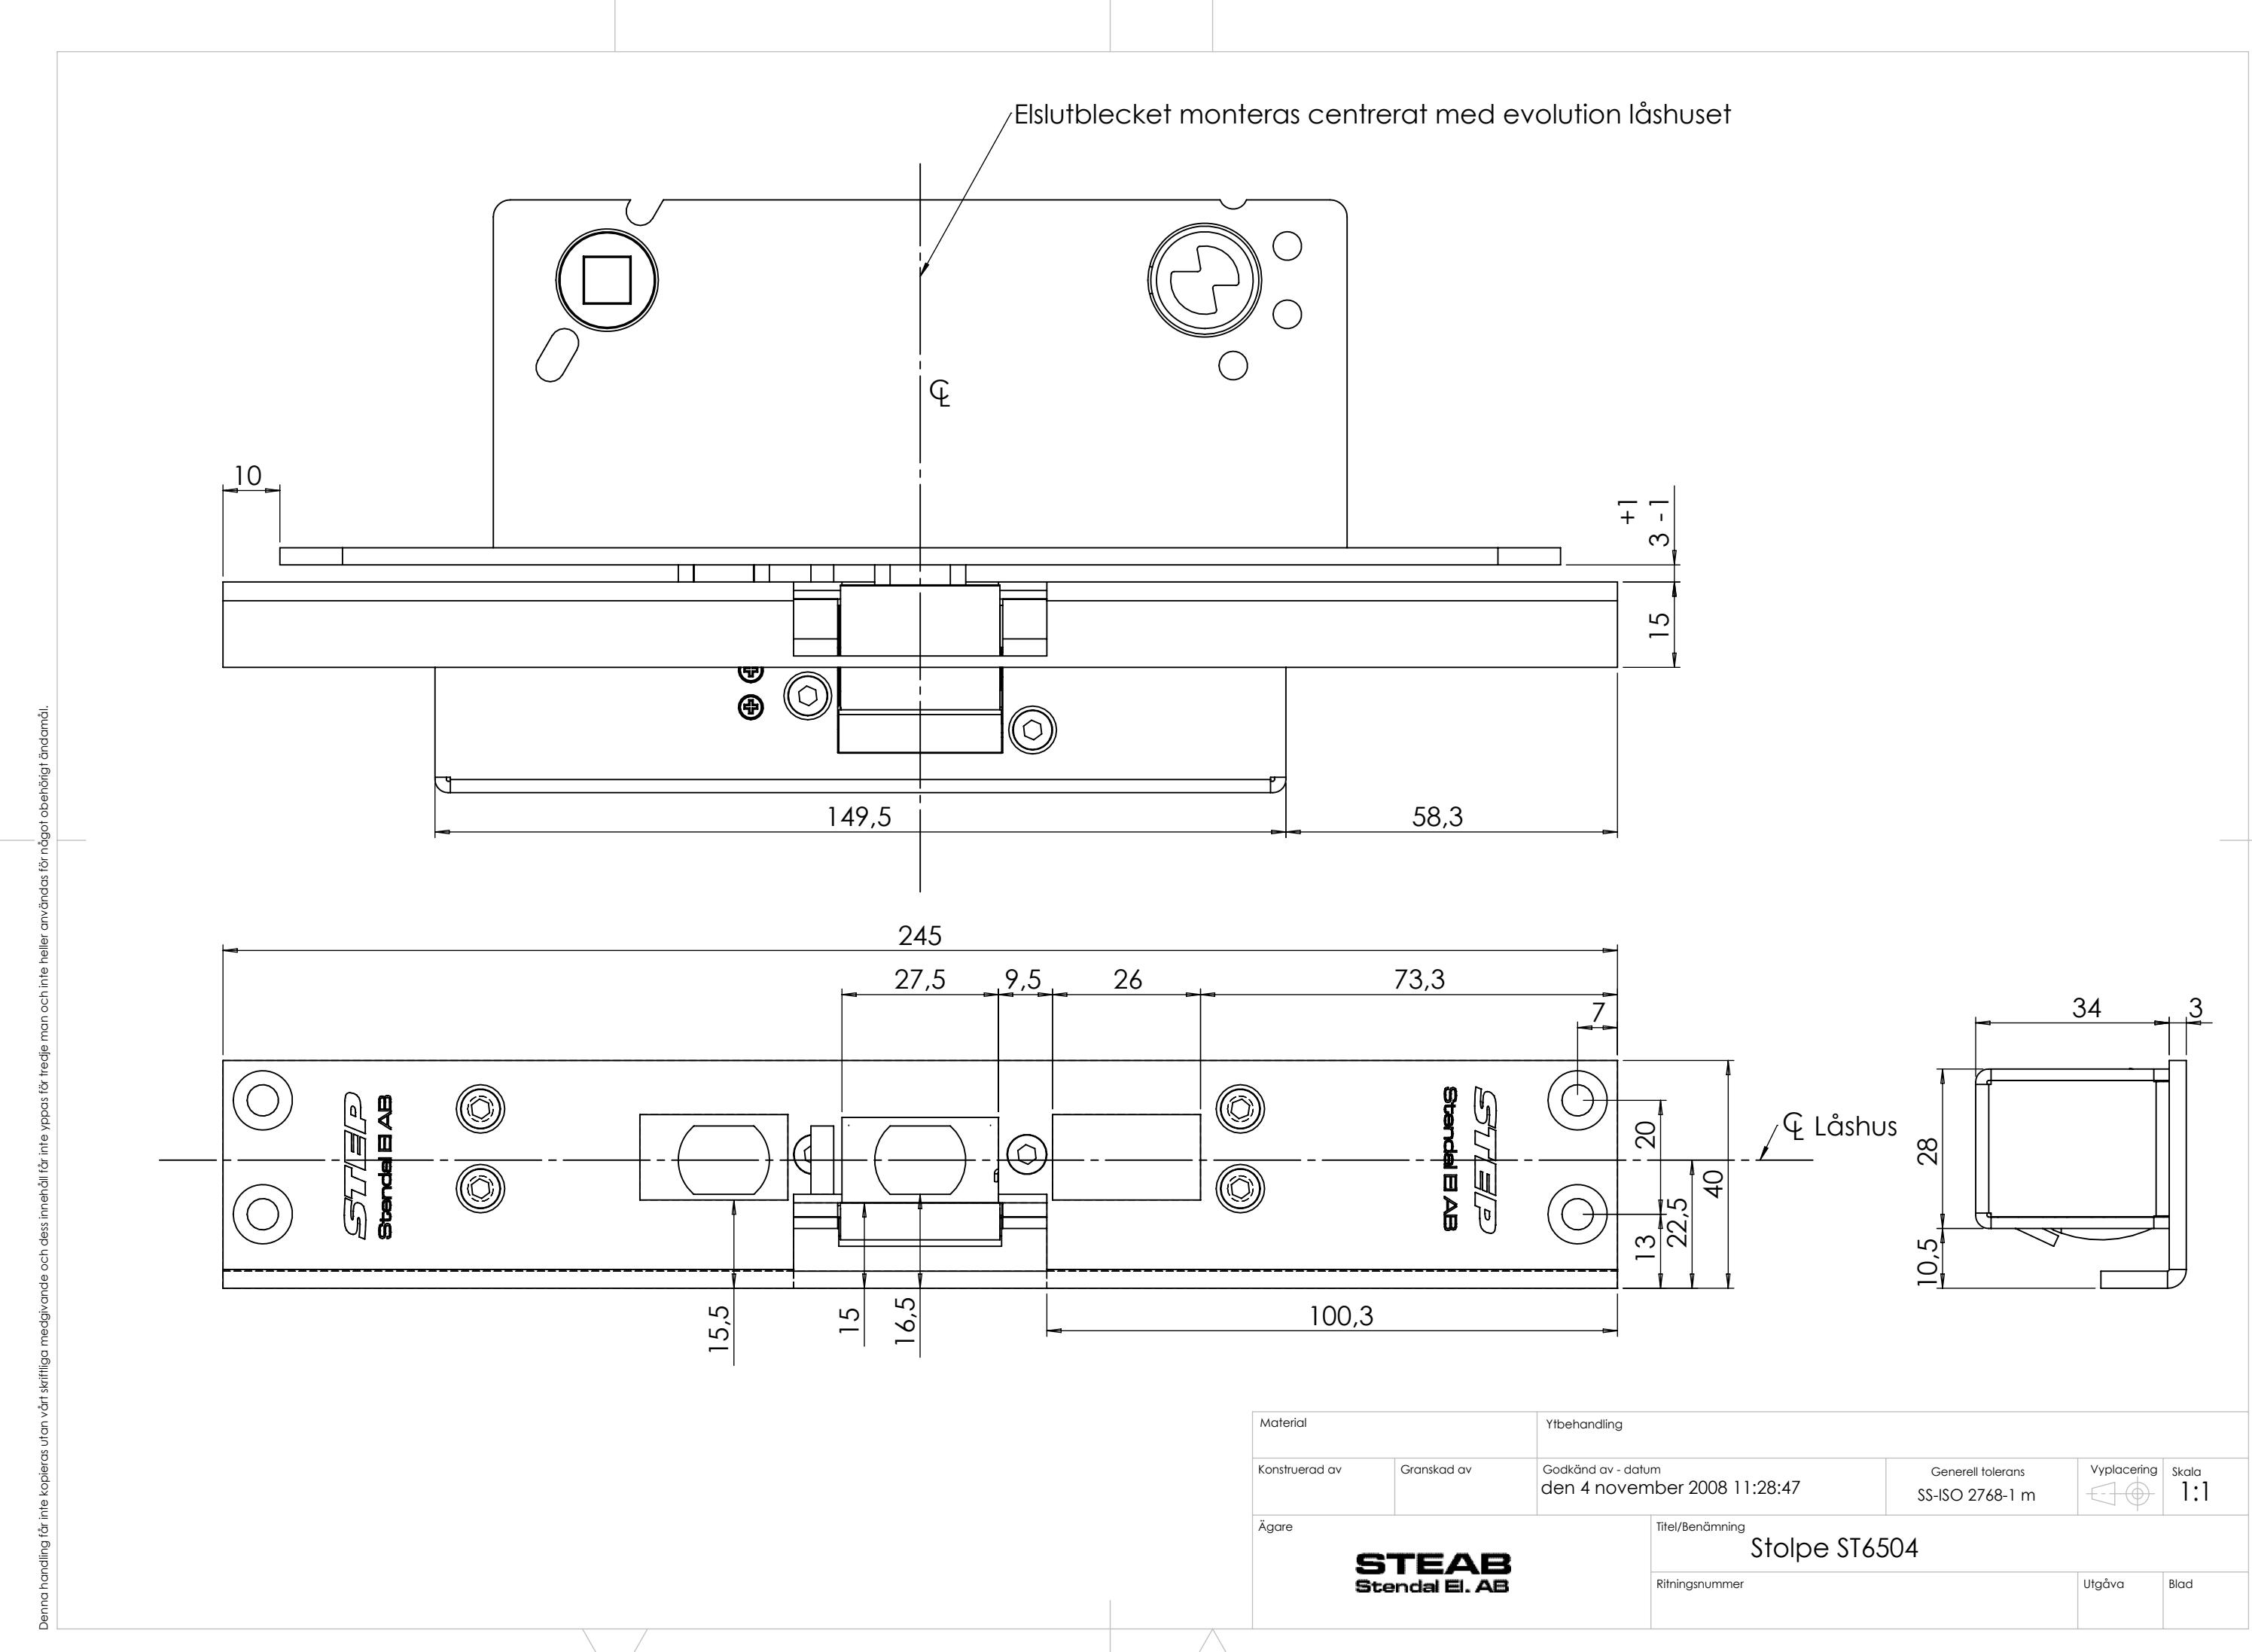 Elslutblecket monteras centrerat med evolution låshuset
℄
10
+1
3 -1
15
149,5
58,3
245
27,5
9,5
26
73,3
7
34
3
STEP
Stendal El AB
STEP
Stendal El AB
℄ Låshus
20
40
28
13
22,5
10,5
15,5
15
16,5
100,3
Denna handling får inte kopieras utan vårt skriftliga medgivande och dess innehåll får inte yppas för tredje man och inte heller användas för något obehörigt ändamål.
Material
Ytbehandling
Konstruerad av
Granskad av
Godkänd av - datum
den 4 november 2008 11:28:47
Generell tolerans
SS-ISO 2768-1 m
Vyplacering
Skala
1:1
Ägare
STEAB
Stendal El. AB
Titel/Benämning
Stolpe ST6504
Ritningsnummer
Utgåva
Blad